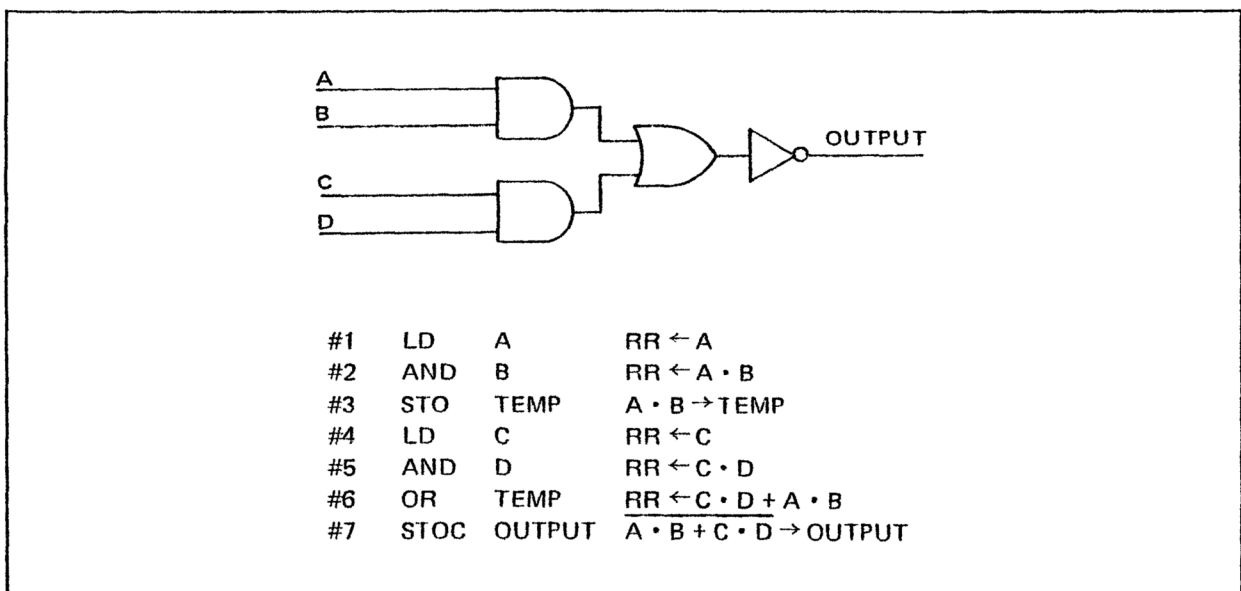 A
B
OUTPUT
C
D
#1 LD A RR ← A
#2 AND B RR ← A • B
#3 STO TEMP A • B → TEMP
#4 LD C RR ← C
#5 AND D RR ← C • D
#6 OR TEMP RR ← C • D + A • B
#7 STOC OUTPUT A̅ ̅•̅ ̅B̅ ̅+̅ ̅C̅ ̅•̅ ̅D̅ → OUTPUT